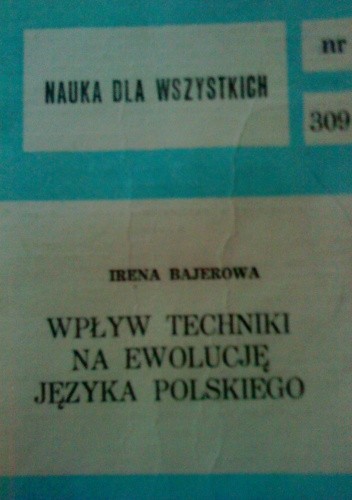 NAUKA DLA WSZYSTKICH
nr
309
IRENA BAJEROWA
WPŁYW TECHNIKI
NA EWOLUCJĘ
JĘZYKA POLSKIEGO